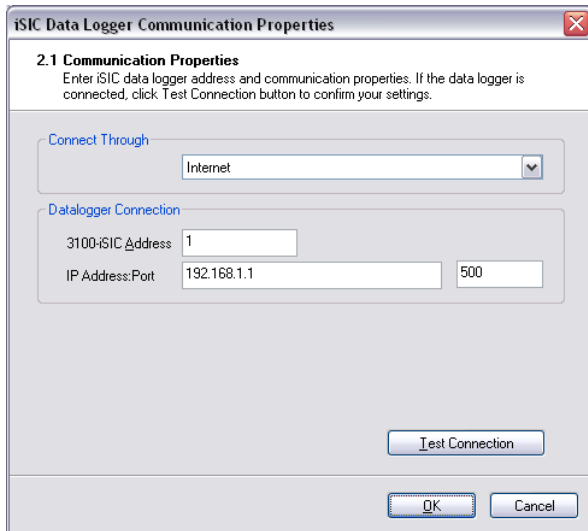 iSIC Data Logger Communication Properties
2.1 Communication Properties
Enter iSIC data logger address and communication properties. If the data logger is
connected, click Test Connection button to confirm your settings.
Connect Through
Internet
Datalogger Connection
3100-iSIC Address 1
IP Address:Port 192.168.1.1 500
Test Connection
OK Cancel